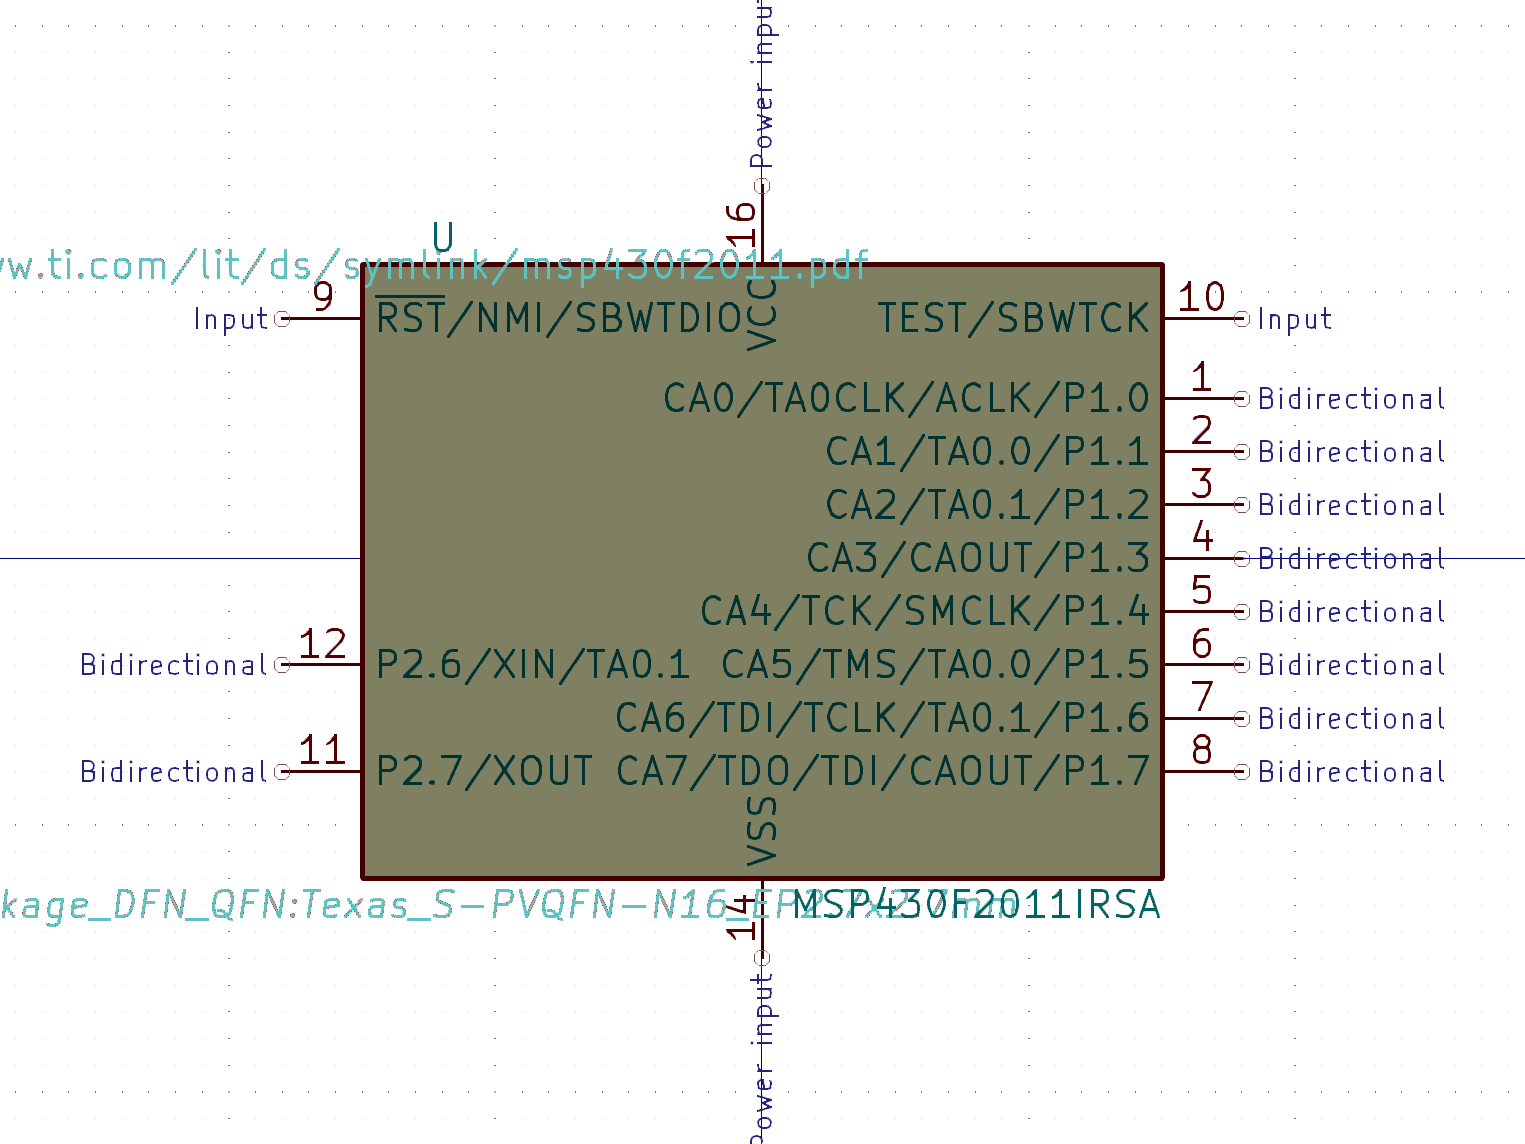 Power input
16
U
w.ti.com/lit/ds/symlink/msp430f2011.pdf
VCC
Input 9 RST/NMI/SBWTDIO TEST/SBWTCK 10 Input
CA0/TA0CLK/ACLK/P1.0 1 Bidirectional
CA1/TA0.0/P1.1 2 Bidirectional
CA2/TA0.1/P1.2 3 Bidirectional
CA3/CAOUT/P1.3 4 Bidirectional
CA4/TCK/SMCLK/P1.4 5 Bidirectional
Bidirectional 12 P2.6/XIN/TA0.1 CA5/TMS/TA0.0/P1.5 6 Bidirectional
CA6/TDI/TCLK/TA0.1/P1.6 7 Bidirectional
Bidirectional 11 P2.7/XOUT CA7/TDO/TDI/CAOUT/P1.7 8 Bidirectional
VSS
kage_DFN_QFN:Texas_S-PVQFN-N16_EP2.7x2.7mm
MSP430F2011IRSA
14
Power input